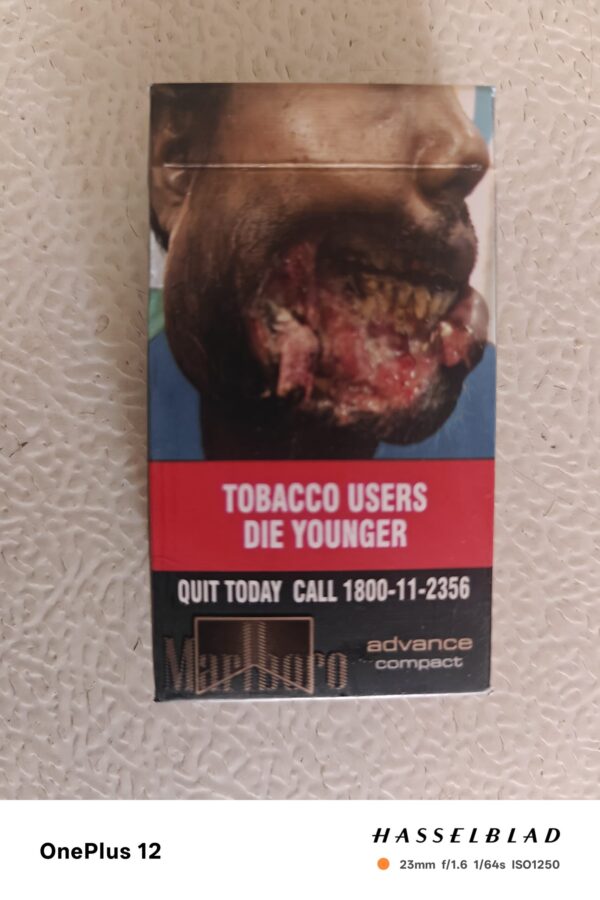 TOBACCO USERS
DIE YOUNGER
QUIT TODAY CALL 1800-11-2356
Marlboro
advance
compact
OnePlus 12
HASSELBLAD
23mm f/1.6 1/64s ISO1250